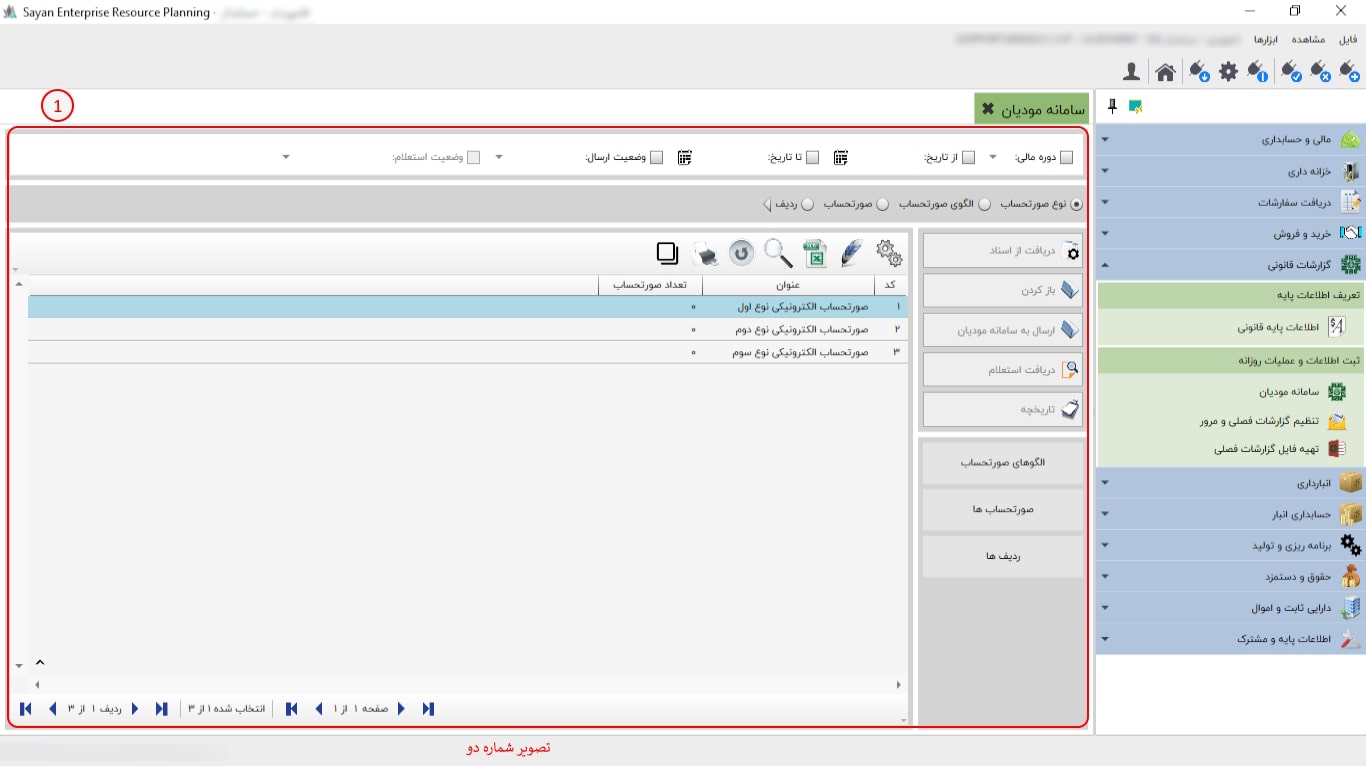 Sayan Enterprise Resource Planning -
فایل مشاهده ابزارها
سامانه مودیان
1
دوره مالی: از تاریخ: تا تاریخ: وضعیت ارسال: وضعیت استعلام:
نوع صورتحساب الگوی صورتحساب صورتحساب ردیف
دریافت از اسناد
باز کردن
ارسال به سامانه مودیان
دریافت استعلام
تاریخچه
الگوهای صورتحساب
صورتحساب ها
ردیف ها
کد عنوان تعداد صورتحساب
۱ صورتحساب الکترونیکی نوع اول ۰
۲ صورتحساب الکترونیکی نوع دوم ۰
۳ صورتحساب الکترونیکی نوع سوم ۰
صفحه ۱ از ۱ انتخاب شده ۱ از ۳ ردیف ۱ از ۳
مالی و حسابداری
خزانه داری
دریافت سفارشات
خرید و فروش
گزارشات قانونی
تعریف اطلاعات پایه
اطلاعات پایه قانونی
ثبت اطلاعات و عملیات روزانه
سامانه مودیان
تنظیم گزارشات فصلی و مرور
تهیه فایل گزارشات فصلی
انبارداری
حسابداری انبار
برنامه ریزی و تولید
حقوق و دستمزد
دارایی ثابت و اموال
اطلاعات پایه و مشترک
تصویر شماره دو